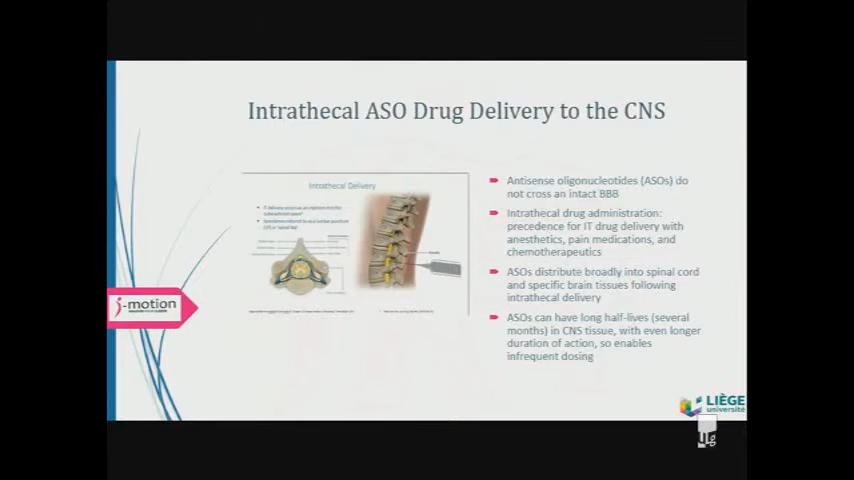 Intrathecal ASO Drug Delivery to the CNS
Intrathecal Delivery
Antisense oligonucleotides (ASOs) do
not cross an intact BBB
Intrathecal drug administration:
precedence for IT drug delivery with
anesthetics, pain medications, and
chemotherapeutics
ASOs distribute broadly into spinal cord
and specific brain tissues following
intrathecal delivery
ASOs can have long half-lives (several
months) in CNS tissue, with even longer
duration of action, so enables
infrequent dosing
i-motion
LIÈGE
université